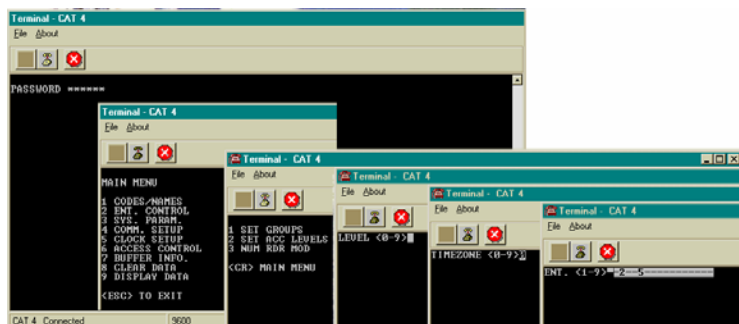 Terminal - CAT 4
File About
PASSWORD ******
Terminal - CAT 4
File About
MAIN MENU
1 CODES/NAMES
2 ENT. CONTROL
3 SYS. PARAM.
4 COMM. SETUP
5 CLOCK SETUP
6 ACCESS CONTROL
7 BUFFER INFO.
8 CLEAR DATA
9 DISPLAY DATA
<ESC> TO EXIT
CAT 4 Connected 9600
Terminal - CAT 4
File About
1 SET GROUPS
2 SET ACC LEVELS
3 NUM RDR MOD
<CR> MAIN MENU
Terminal - CAT 4
File About
LEVEL <0-9>
Terminal - CAT 4
File About
TIMEZONE <0-9>
Terminal - CAT 4
File About
ENT. <1-9> -2--5--------------